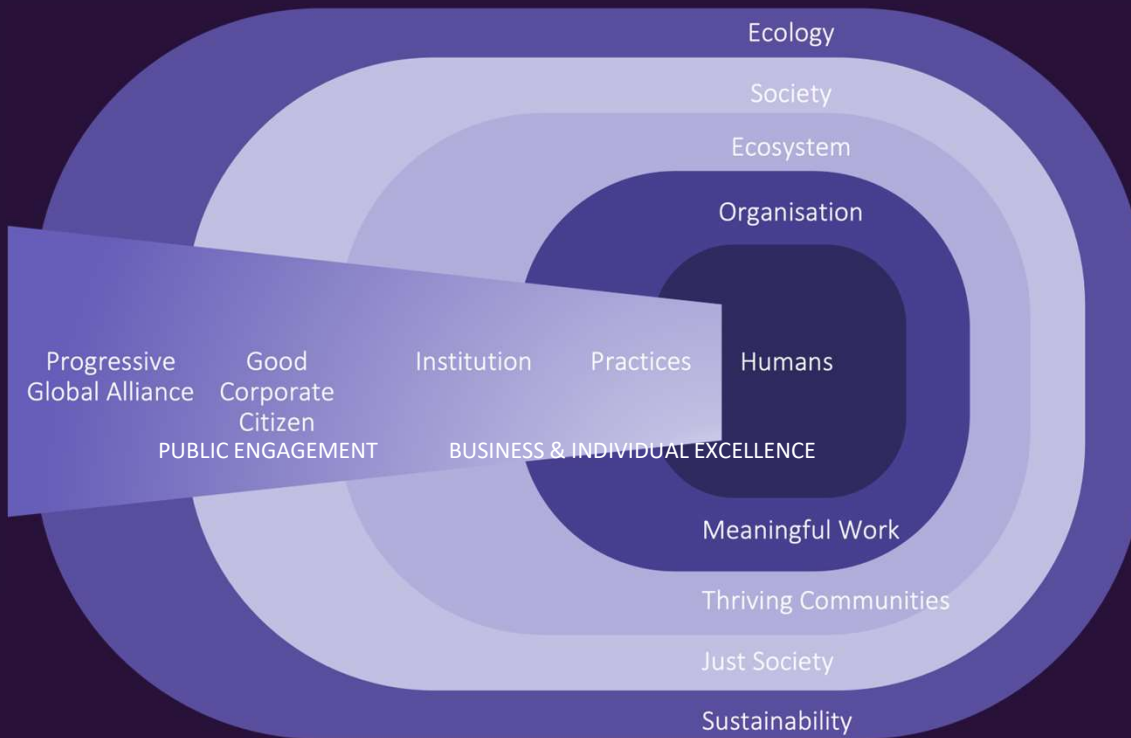 Ecology
Society
Ecosystem
Organisation
Progressive
Global Alliance
Good
Corporate
Citizen
Institution
Practices
Humans
PUBLIC ENGAGEMENT
BUSINESS & INDIVIDUAL EXCELLENCE
Meaningful Work
Thriving Communities
Just Society
Sustainability